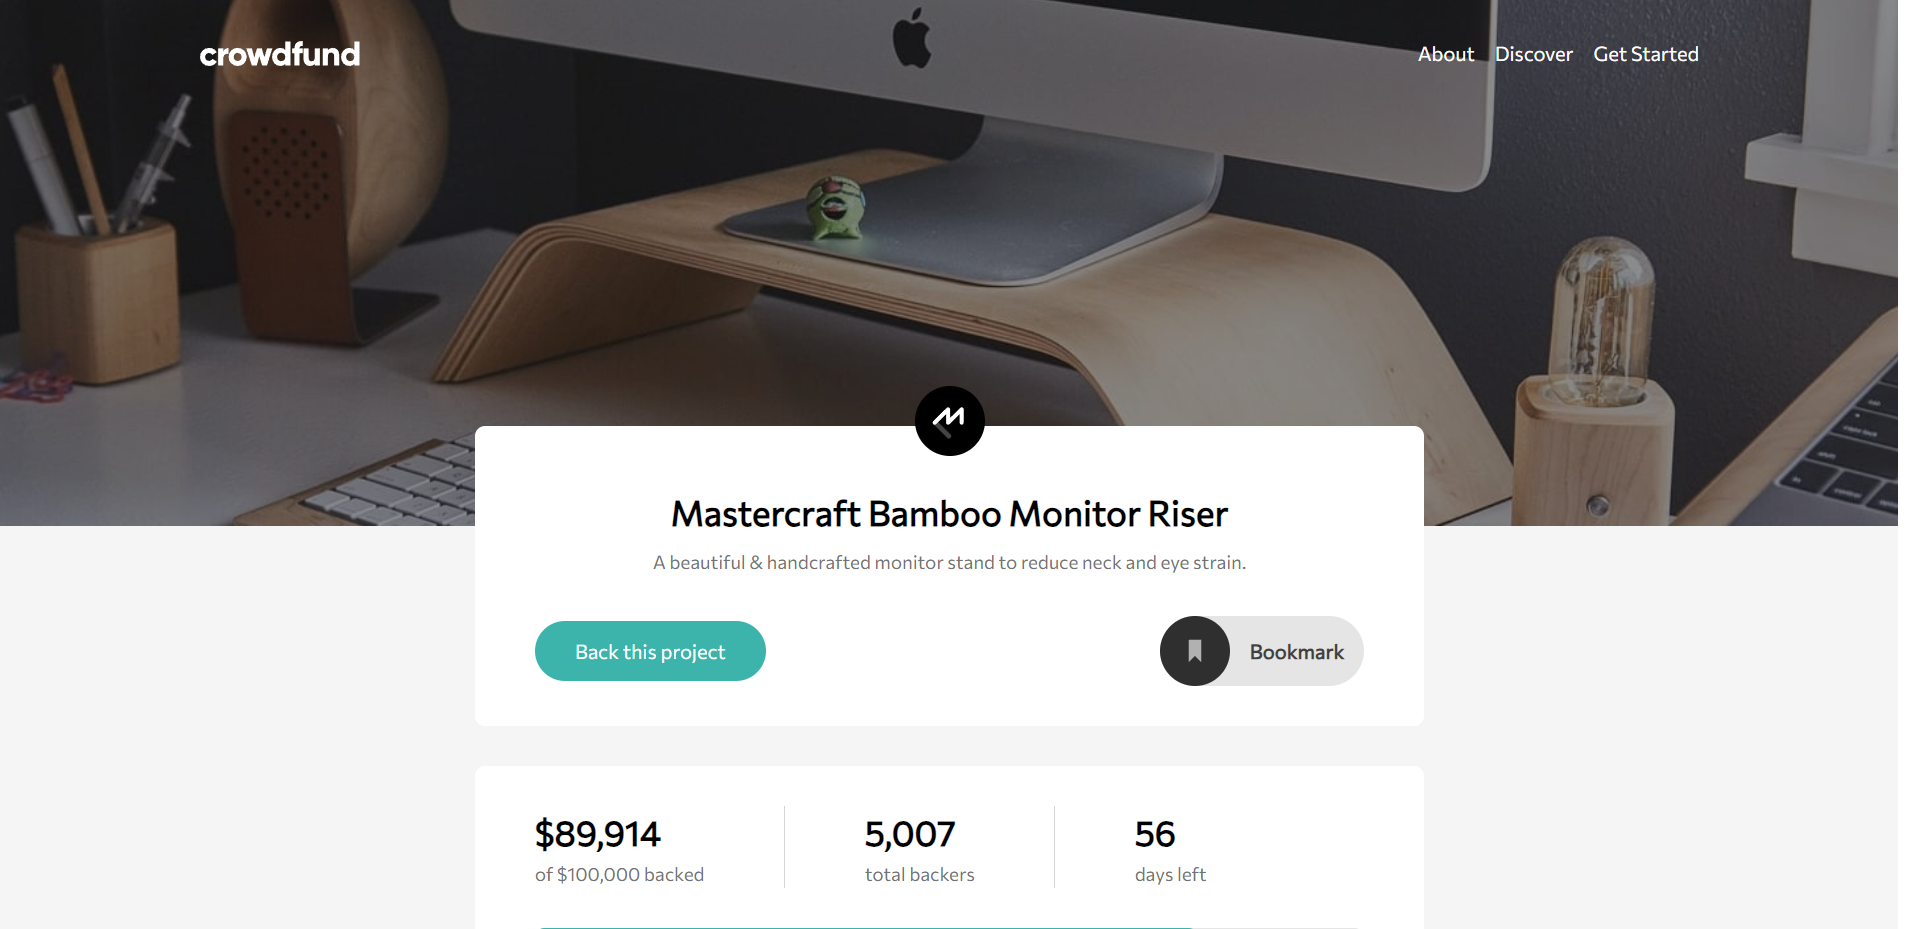 crowdfund
About Discover Get Started
Mastercraft Bamboo Monitor Riser
A beautiful & handcrafted monitor stand to reduce neck and eye strain.
Back this project
Bookmark
$89,914
of $100,000 backed
5,007
total backers
56
days left